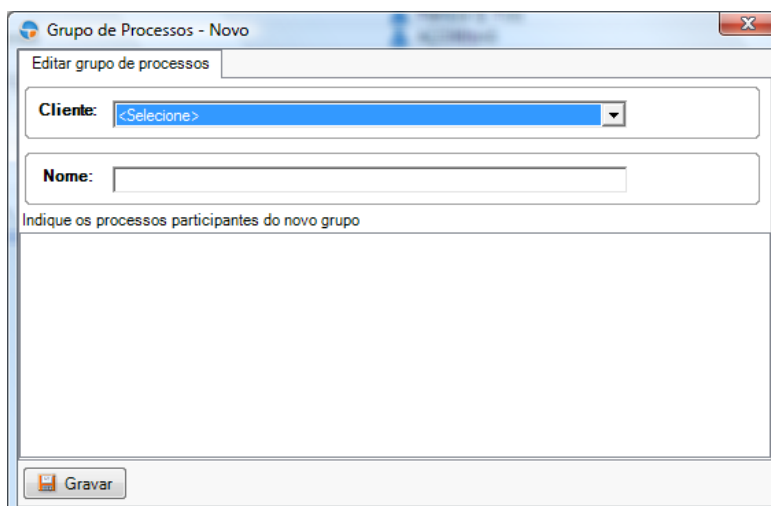 Grupo de Processos - Novo
Editar grupo de processos
Cliente: <Selecione>
Nome:
Indique os processos participantes do novo grupo
Gravar